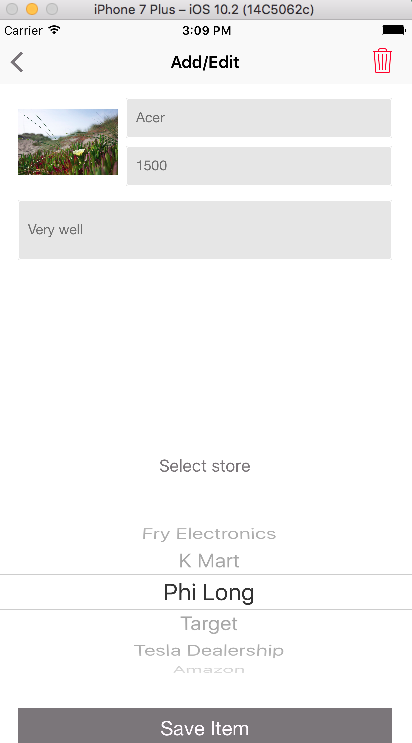 iPhone 7 Plus – iOS 10.2 (14C5062c)
Carrier 3:09 PM
Add/Edit
Acer
1500
Very well
Select store
Fry Electronics
K Mart
Phi Long
Target
Tesla Dealership
Amazon
Save Item